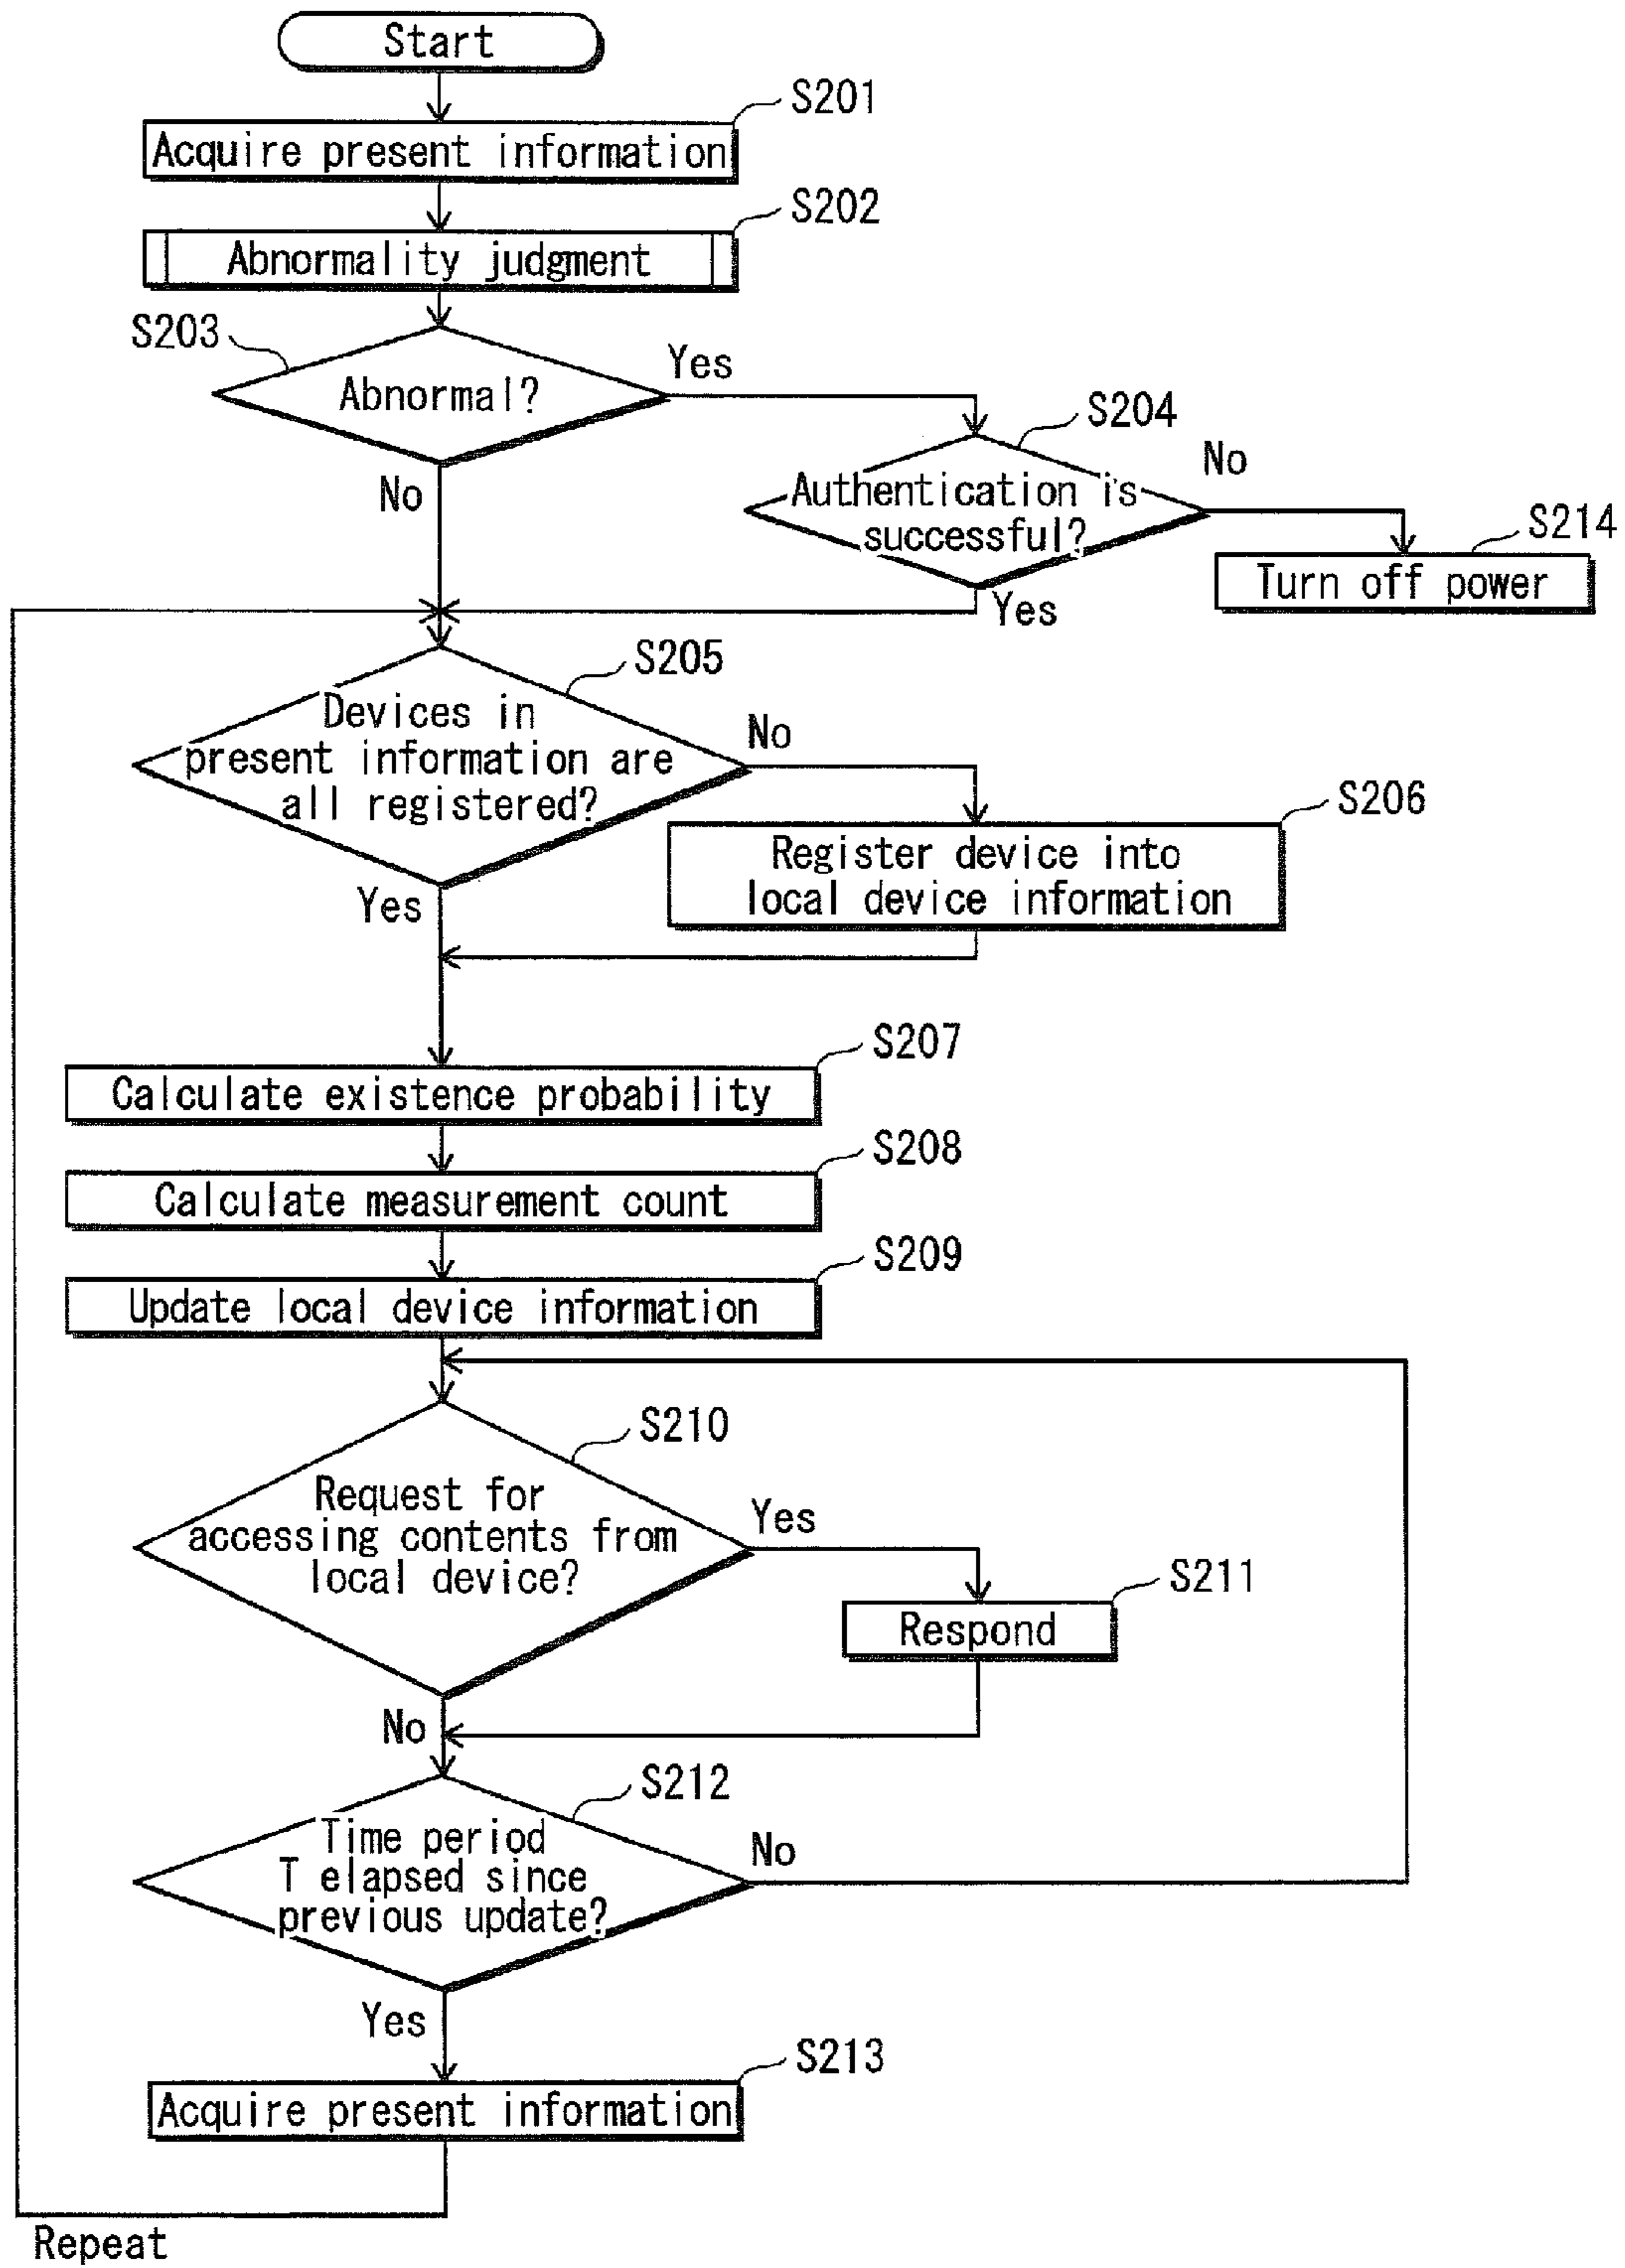 Start
S201
Acquire present information
S202
Abnormality judgment
S203
Abnormal?
Yes
No
S204
Authentication is
successful?
No
Yes
S214
Turn off power
S205
Devices in
present information are
all registered?
No
Yes
S206
Register device into
local device information
S207
Calculate existence probability
S208
Calculate measurement count
S209
Update local device information
S210
Request for
accessing contents from
local device?
Yes
No
S211
Respond
S212
Time period
T elapsed since
previous update?
No
Yes
S213
Acquire present information
Repeat